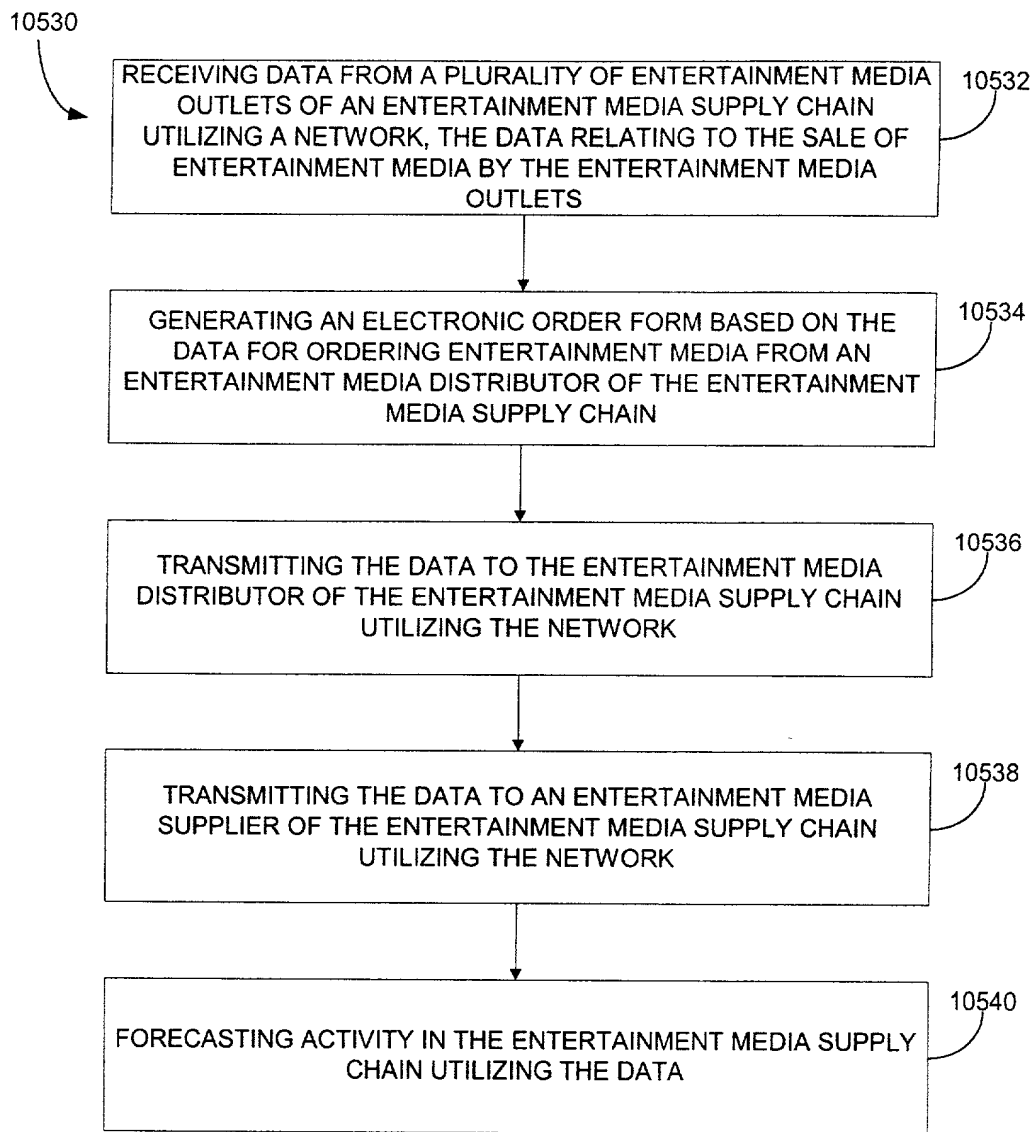 10530
RECEIVING DATA FROM A PLURALITY OF ENTERTAINMENT MEDIA
OUTLETS OF AN ENTERTAINMENT MEDIA SUPPLY CHAIN
UTILIZING A NETWORK, THE DATA RELATING TO THE SALE OF
ENTERTAINMENT MEDIA BY THE ENTERTAINMENT MEDIA
OUTLETS
10532
GENERATING AN ELECTRONIC ORDER FORM BASED ON THE
DATA FOR ORDERING ENTERTAINMENT MEDIA FROM AN
ENTERTAINMENT MEDIA DISTRIBUTOR OF THE ENTERTAINMENT
MEDIA SUPPLY CHAIN
10534
TRANSMITTING THE DATA TO THE ENTERTAINMENT MEDIA
DISTRIBUTOR OF THE ENTERTAINMENT MEDIA SUPPLY CHAIN
UTILIZING THE NETWORK
10536
TRANSMITTING THE DATA TO AN ENTERTAINMENT MEDIA
SUPPLIER OF THE ENTERTAINMENT MEDIA SUPPLY CHAIN
UTILIZING THE NETWORK
10538
FORECASTING ACTIVITY IN THE ENTERTAINMENT MEDIA SUPPLY
CHAIN UTILIZING THE DATA
10540